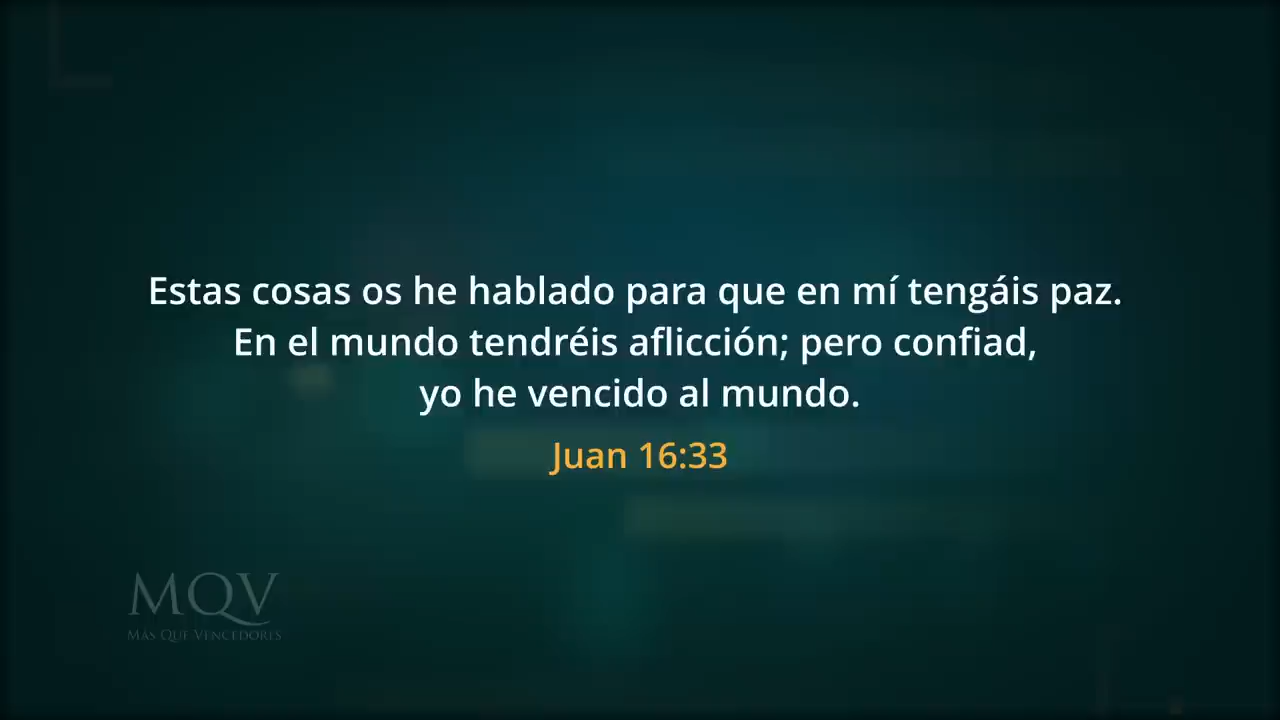 Estas cosas os he hablado para que en mí tengáis paz.
En el mundo tendréis aflicción; pero confiad,
yo he vencido al mundo.
Juan 16:33
MQV
Más Que Vencedores